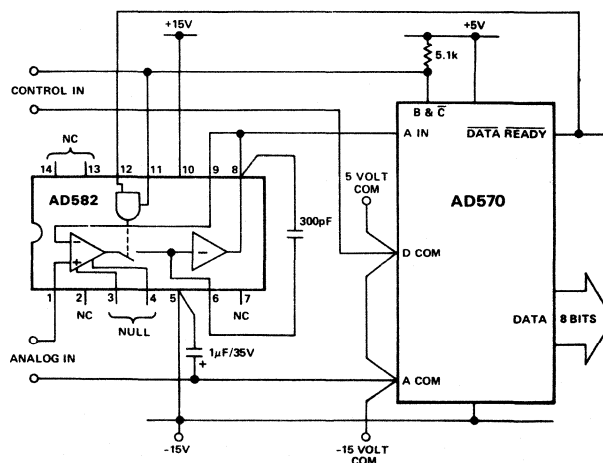 +15V
+5V
5.1k
CONTROL IN
B & C̅
A IN
D̅A̅T̅A̅ R̅E̅A̅D̅Y̅
NC
14 13 12 11 10 9 8
AD582
5 VOLT
COM
AD570
300pF
D COM
1 2 3 4 5 6 7
NC
NULL
NC
DATA
8 BITS
ANALOG IN
1μF/35V
+
A COM
-15V
-15 VOLT
COM